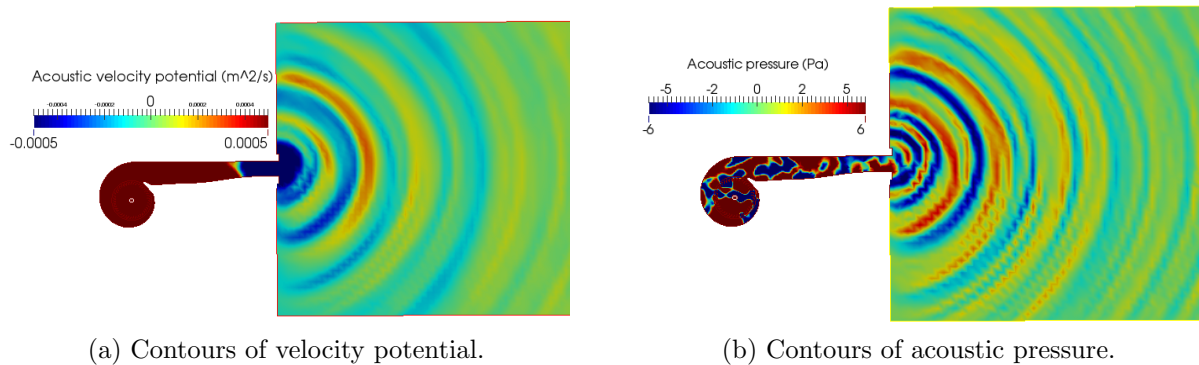 Acoustic velocity potential (m^2/s)
-0.0004 -0.0002 0 0.0002 0.0004
-0.0005 0.0005
Acoustic pressure (Pa)
-5 -2 0 2 5
-6 6
(a) Contours of velocity potential.
(b) Contours of acoustic pressure.